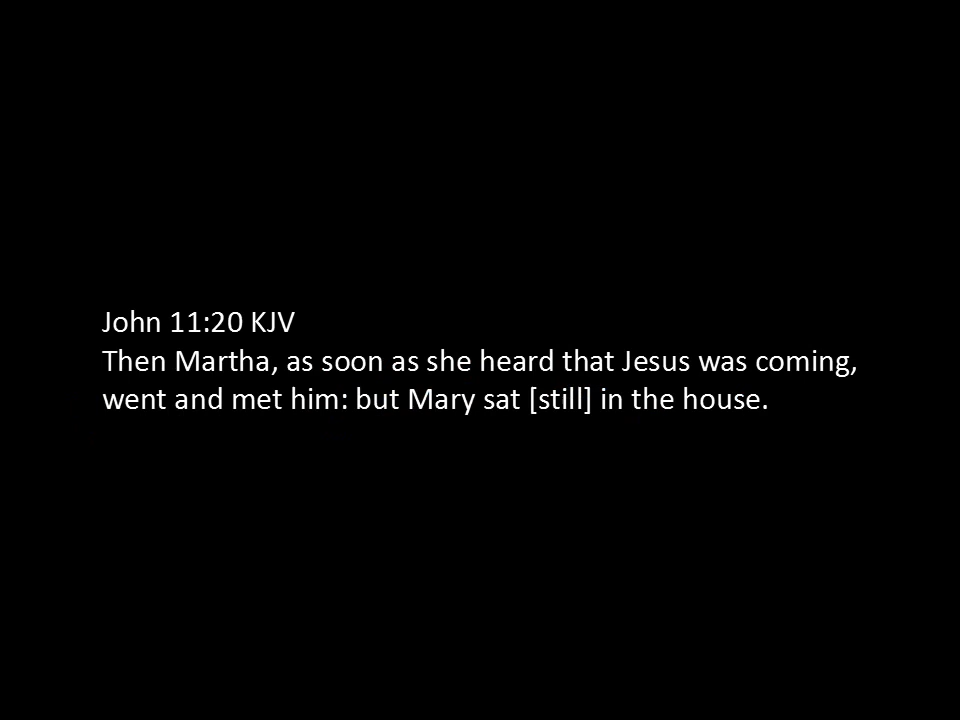 John 11:20 KJV
Then Martha, as soon as she heard that Jesus was coming,
went and met him: but Mary sat [still] in the house.